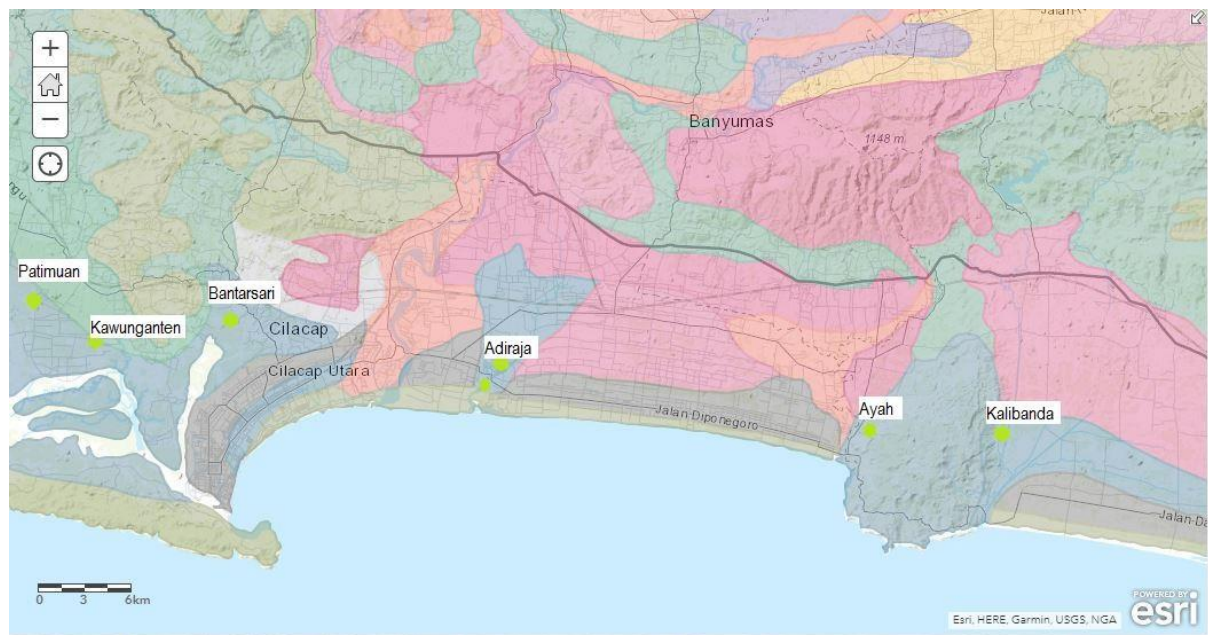 +
−
Jalan
Banyumas
1148 m.
Patimuan
Bantarsari
Kawunganten
Cilacap
Cilacap Utara
Adiraja
Jalan Diponegoro
Ayah
Kalibanda
0 3 6km
Esri, HERE, Garmin, USGS, NGA
POWERED BY
esri